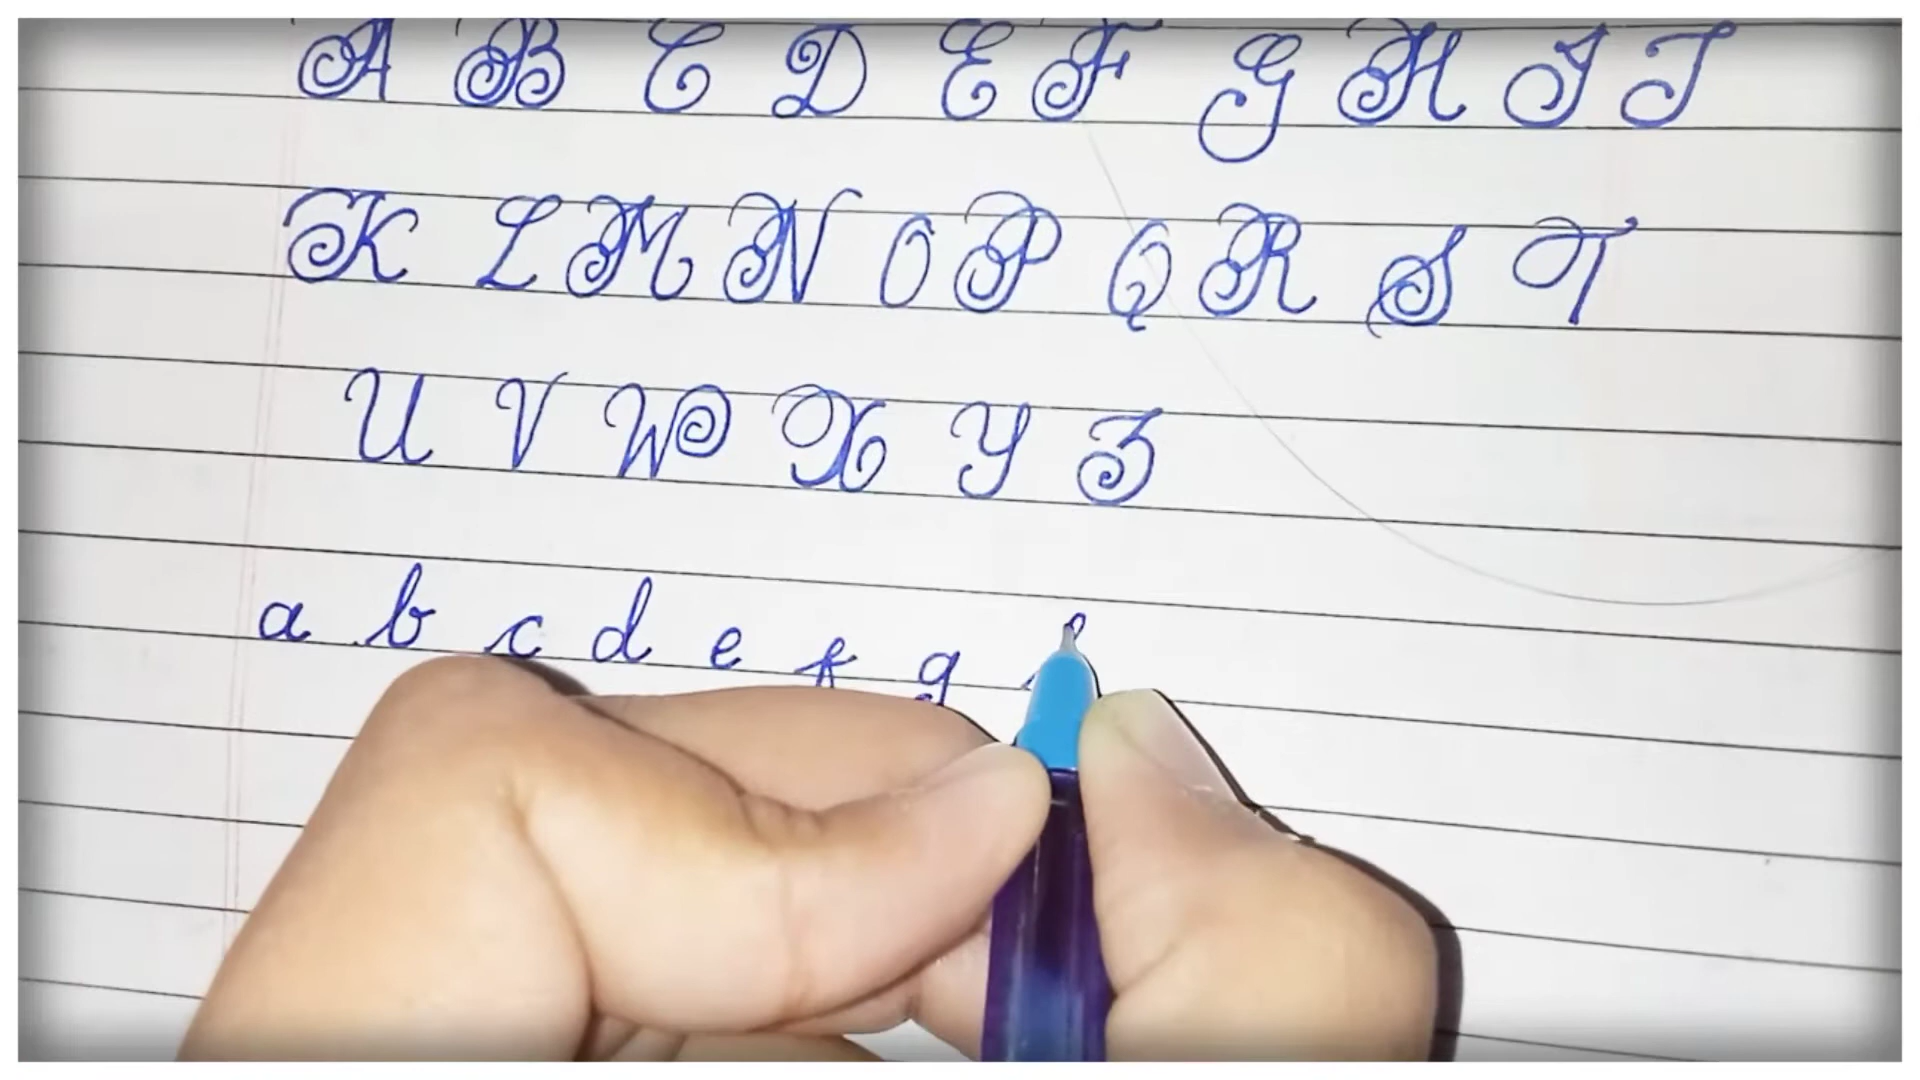 A B C D E F G H I J
K L M N O P Q R S T
U V W X Y Z
a b c d e f g